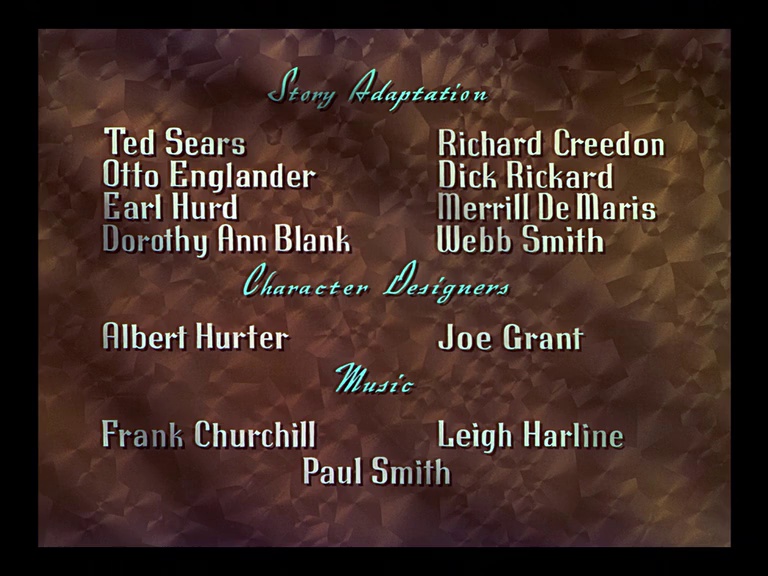 Story Adaptation
Ted Sears Richard Creedon
Otto Englander Dick Rickard
Earl Hurd Merrill De Maris
Dorothy Ann Blank Webb Smith
Character Designers
Albert Hurter Joe Grant
Music
Frank Churchill Leigh Harline
Paul Smith